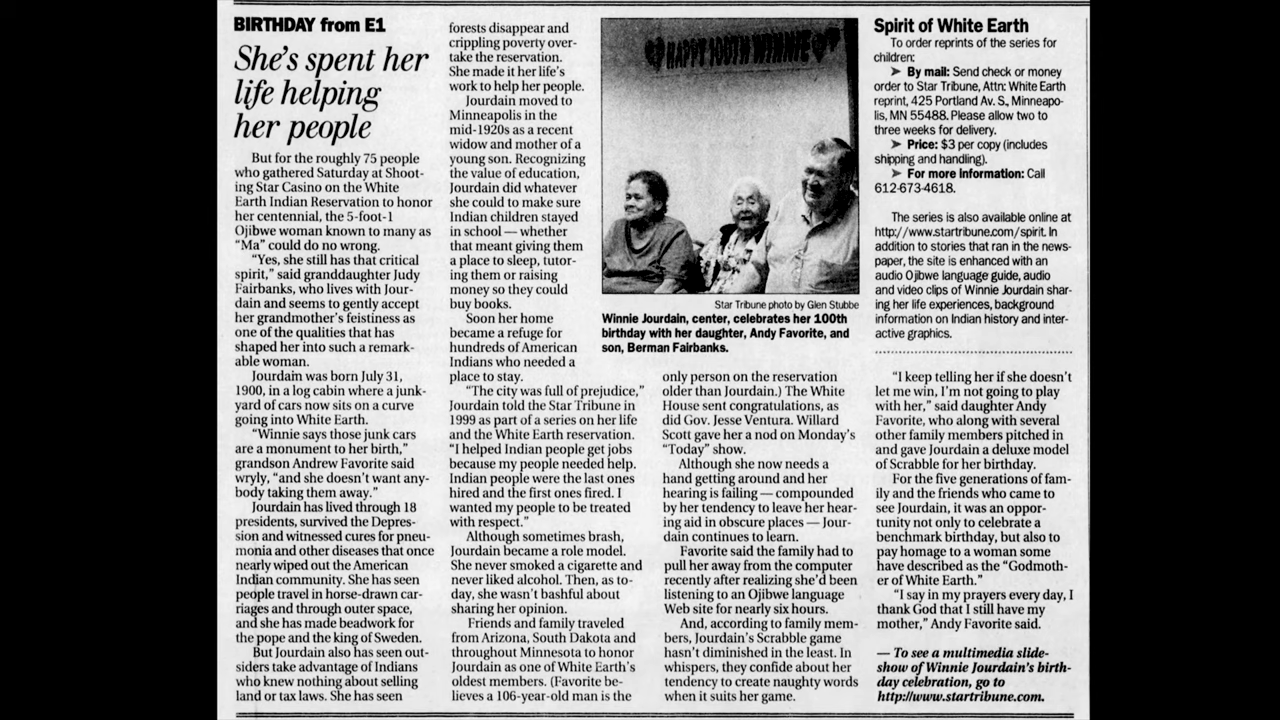 BIRTHDAY from E1
She's spent her
life helping
her people
But for the roughly 75 people
who gathered Saturday at Shoot-
ing Star Casino on the White
Earth Indian Reservation to honor
her centennial, the 5-foot-1
Ojibwe woman known to many as
"Ma" could do no wrong.
"Yes, she still has that critical
spirit," said granddaughter Judy
Fairbanks, who lives with Jour-
dain and seems to gently accept
her grandmother's feistiness as
one of the qualities that has
shaped her into such a remark-
able woman.
Jourdain was born July 31,
1900, in a log cabin where a junk-
yard of cars now sits on a curve
going into White Earth.
"Winnie says those junk cars
are a monument to her birth,"
grandson Andrew Favorite said
wryly, "and she doesn't want any-
body taking them away."
Jourdain has lived through 18
presidents, survived the Depres-
sion and witnessed cures for pneu-
monia and other diseases that once
nearly wiped out the American
Indian community. She has seen
people travel in horse-drawn car-
riages and through outer space,
and she has made beadwork for
the pope and the king of Sweden.
But Jourdain also has seen out-
siders take advantage of Indians
who knew nothing about selling
land or tax laws. She has seen
forests disappear and
crippling poverty over-
take the reservation.
She made it her life's
work to help her people.
Jourdain moved to
Minneapolis in the
mid-1920s as a recent
widow and mother of a
young son. Recognizing
the value of education,
Jourdain did whatever
she could to make sure
Indian children stayed
in school — whether
that meant giving them
a place to sleep, tutor-
ing them or raising
money so they could
buy books.
Soon her home
became a refuge for
hundreds of American
Indians who needed a
place to stay.
"The city was full of prejudice,"
Jourdain told the Star Tribune in
1999 as part of a series on her life
and the White Earth reservation.
"I helped Indian people get jobs
because my people needed help.
Indian people were the last ones
hired and the first ones fired. I
wanted my people to be treated
with respect."
Although sometimes brash,
Jourdain became a role model.
She never smoked a cigarette and
never liked alcohol. Then, as to-
day, she wasn't bashful about
sharing her opinion.
Friends and family traveled
from Arizona, South Dakota and
throughout Minnesota to honor
Jourdain as one of White Earth's
oldest members. (Favorite be-
lieves a 106-year-old man is the
HAPPY 100TH WINNIE
Star Tribune photo by Glen Stubbe
Winnie Jourdain, center, celebrates her 100th
birthday with her daughter, Andy Favorite, and
son, Berman Fairbanks.
only person on the reservation
older than Jourdain.) The White
House sent congratulations, as
did Gov. Jesse Ventura. Willard
Scott gave her a nod on Monday's
"Today" show.
Although she now needs a
hand getting around and her
hearing is failing — compounded
by her tendency to leave her hear-
ing aid in obscure places — Jour-
dain continues to learn.
Favorite said the family had to
pull her away from the computer
recently after realizing she'd been
listening to an Ojibwe language
Web site for nearly six hours.
And, according to family mem-
bers, Jourdain's Scrabble game
hasn't diminished in the least. In
whispers, they confide about her
tendency to create naughty words
when it suits her game.
Spirit of White Earth
To order reprints of the series for
children:
➤ By mail: Send check or money
order to Star Tribune, Attn: White Earth
reprint, 425 Portland Av. S., Minneapo-
lis, MN 55488. Please allow two to
three weeks for delivery.
➤ Price: $3 per copy (includes
shipping and handling).
➤ For more information: Call
612-673-4618.
The series is also available online at
http://www.startribune.com/spirit. In
addition to stories that ran in the news-
paper, the site is enhanced with an
audio Ojibwe language guide, audio
and video clips of Winnie Jourdain shar-
ing her life experiences, background
information on Indian history and inter-
active graphics.
"I keep telling her if she doesn't
let me win, I'm not going to play
with her," said daughter Andy
Favorite, who along with several
other family members pitched in
and gave Jourdain a deluxe model
of Scrabble for her birthday.
For the five generations of fam-
ily and the friends who came to
see Jourdain, it was an oppor-
tunity not only to celebrate a
benchmark birthday, but also to
pay homage to a woman some
have described as the "Godmoth-
er of White Earth."
"I say in my prayers every day, I
thank God that I still have my
mother," Andy Favorite said.
— To see a multimedia slide-
show of Winnie Jourdain's birth-
day celebration, go to
http://www.startribune.com.